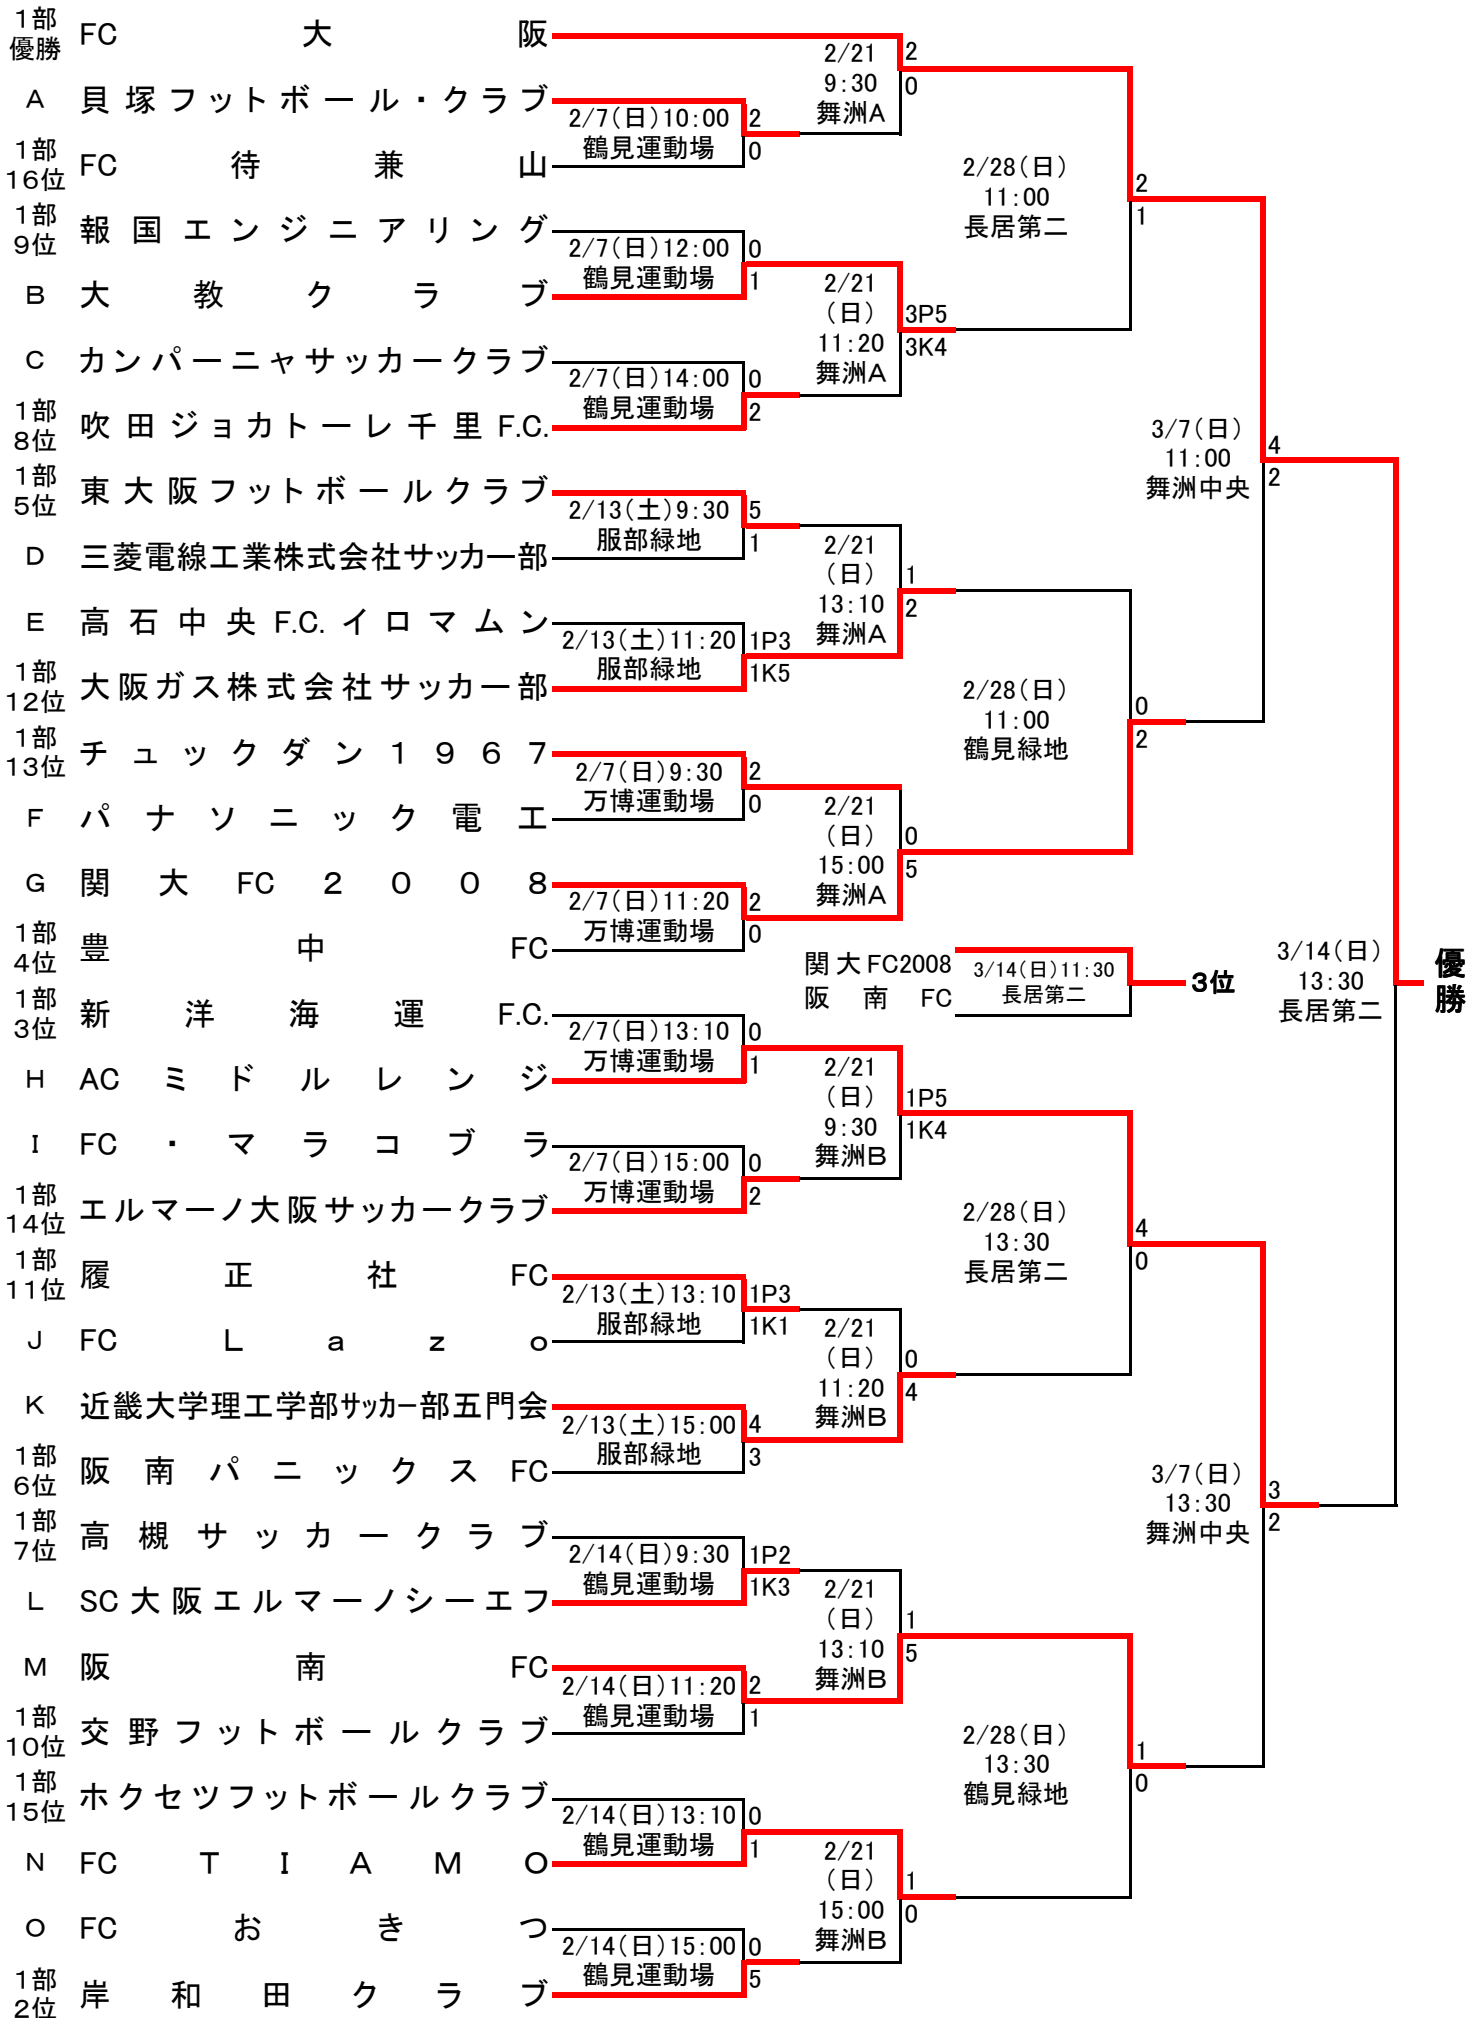 1部
優勝
FC大阪
A
貝塚フットボール・クラブ
1部
16位
FC待兼山
1部
9位
報国エンジニアリング
B
大教クラブ
C
カンパーニャサッカークラブ
1部
8位
吹田ジョカトーレ千里F.C.
1部
5位
東大阪フットボールクラブ
D
三菱電線工業株式会社サッカー部
E
高石中央F.C.イロマムン
1部
12位
大阪ガス株式会社サッカー部
1部
13位
チュックダン1967
F
パナソニック電工
G
関大FC2008
1部
4位
豊中FC
1部
3位
新洋海運F.C.
H
ACミドルレンジ
I
FC・マラコブラ
1部
14位
エルマーノ大阪サッカークラブ
1部
11位
履正社FC
J
FC Lazo
K
近畿大学理工学部サッカー部五門会
1部
6位
阪南パニックスFC
1部
7位
高槻サッカークラブ
L
SC大阪エルマーノシーエフ
M
阪南FC
1部
10位
交野フットボールクラブ
1部
15位
ホクセツフットボールクラブ
N
FC TIAMO
O
FCおきつ
1部
2位
岸和田クラブ
2/7(日)10:00
鶴見運動場
2
0
2/7(日)12:00
鶴見運動場
0
1
2/7(日)14:00
鶴見運動場
0
2
2/13(土)9:30
服部緑地
5
1
2/13(土)11:20
服部緑地
1P3
1K5
2/7(日)9:30
万博運動場
2
0
2/7(日)11:20
万博運動場
2
0
2/7(日)13:10
万博運動場
0
1
2/7(日)15:00
万博運動場
0
2
2/13(土)13:10
服部緑地
1P3
1K1
2/13(土)15:00
服部緑地
4
3
2/14(日)9:30
鶴見運動場
1P2
1K3
2/14(日)11:20
鶴見運動場
2
1
2/14(日)13:10
鶴見運動場
0
1
2/14(日)15:00
鶴見運動場
0
5
2/21
9:30
舞洲A
2
0
2/21
(日)
11:20
舞洲A
3P5
3K4
2/21
(日)
13:10
舞洲A
1
2
2/21
(日)
15:00
舞洲A
0
5
2/21
(日)
9:30
舞洲B
1P5
1K4
2/21
(日)
11:20
舞洲B
0
4
2/21
(日)
13:10
舞洲B
1
5
2/21
(日)
15:00
舞洲B
1
0
2/28(日)
11:00
長居第二
2
1
2/28(日)
11:00
鶴見緑地
0
2
2/28(日)
13:30
長居第二
4
0
2/28(日)
13:30
鶴見緑地
1
0
3/7(日)
11:00
舞洲中央
4
2
3/7(日)
13:30
舞洲中央
3
2
関大FC2008
阪南FC
3/14(日)11:30
長居第二
3位
3/14(日)
13:30
長居第二
優勝